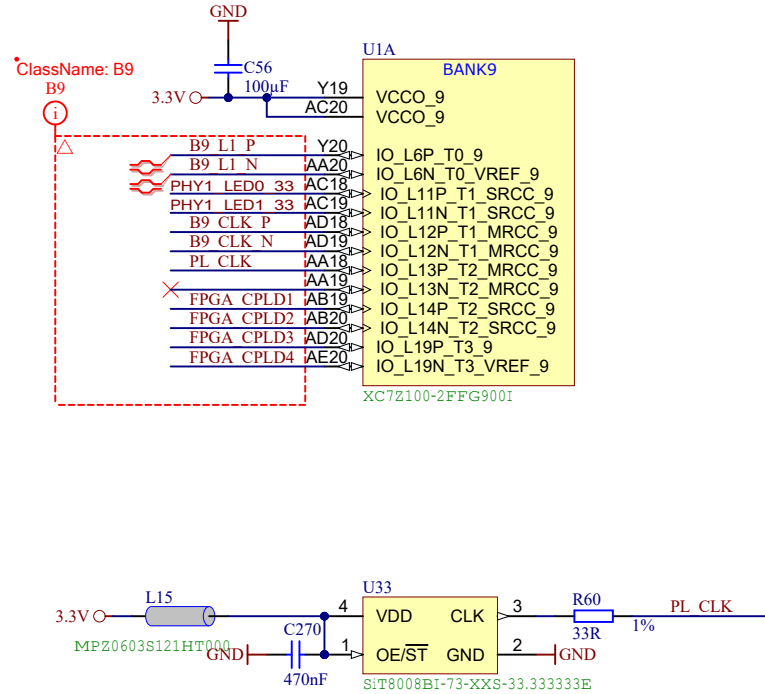 GND
ClassName: B9
B9
i
C56
100µF
3.3V
U1A
BANK9
Y19 VCCO_9
AC20 VCCO_9
B9_L1_P Y20 IO_L6P_T0_9
B9_L1_N AA20 IO_L6N_T0_VREF_9
PHY1_LED0_33 AC18 IO_L11P_T1_SRCC_9
PHY1_LED1_33 AC19 IO_L11N_T1_SRCC_9
B9_CLK_P AD18 IO_L12P_T1_MRCC_9
B9_CLK_N AD19 IO_L12N_T1_MRCC_9
PL_CLK AA18 IO_L13P_T2_MRCC_9
AA19 IO_L13N_T2_MRCC_9
FPGA_CPLD1 AB19 IO_L14P_T2_SRCC_9
FPGA_CPLD2 AB20 IO_L14N_T2_SRCC_9
FPGA_CPLD3 AD20 IO_L19P_T3_9
FPGA_CPLD4 AE20 IO_L19N_T3_VREF_9
XC7Z100-2FFG900I
L15
3.3V
MPZ0603S121HT000
GND
C270
470nF
U33
4 VDD CLK 3
1 OE/ST GND 2
SiT8008BI-73-XXS-33.333333E
R60
33R
1%
PL_CLK
GND